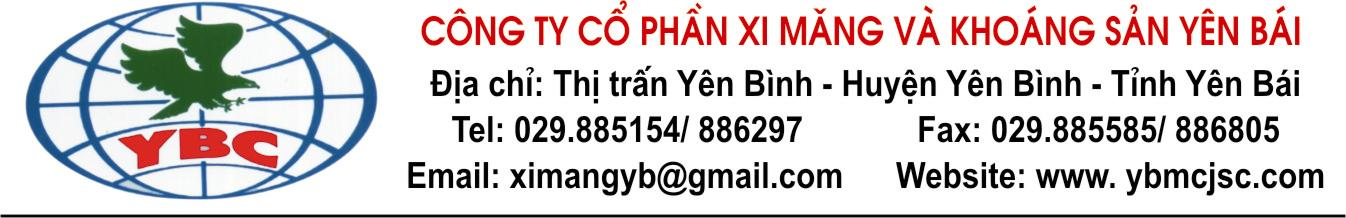 YBC
CÔNG TY CỔ PHẦN XI MĂNG VÀ KHOÁNG SẢN YÊN BÁI
Địa chỉ: Thị trấn Yên Bình - Huyện Yên Bình - Tỉnh Yên Bái
Tel: 029.885154/ 886297 Fax: 029.885585/ 886805
Email: ximangyb@gmail.com Website: www. ybmcjsc.com